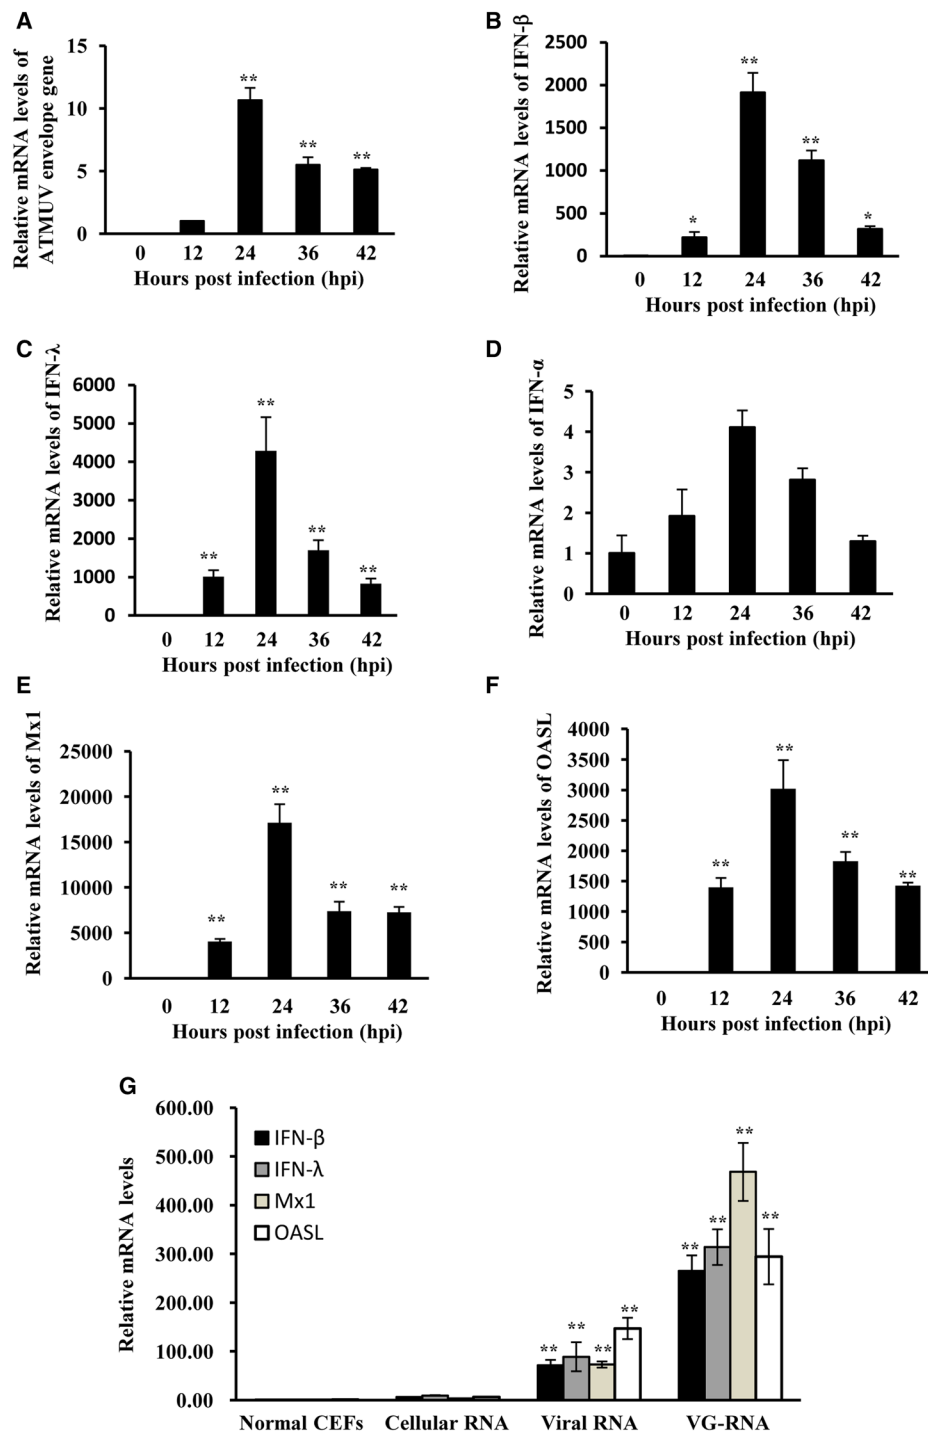 A
Relative mRNA levels of
ATMUV envelope gene
15
10
5
0
**
**
**
0 12 24 36 42
Hours post infection (hpi)
B
Relative mRNA levels of IFN-β
2500
2000
1500
1000
500
0
*
**
**
*
0 12 24 36 42
Hours post infection (hpi)
C
Relative mRNA levels of IFN-λ
6000
5000
4000
3000
2000
1000
0
**
**
**
**
0 12 24 36 42
Hours post infection (hpi)
D
Relative mRNA levels of IFN-α
5
4
3
2
1
0
0 12 24 36 42
Hours post infection (hpi)
E
Relative mRNA levels of Mx1
25000
20000
15000
10000
5000
0
**
**
**
**
0 12 24 36 42
Hours post infection (hpi)
F
Relative mRNA levels of OASL
4000
3500
3000
2500
2000
1500
1000
500
0
**
**
**
**
0 12 24 36 42
Hours post infection (hpi)
G
Relative mRNA levels
600.00
500.00
400.00
300.00
200.00
100.00
0.00
IFN-β
IFN-λ
Mx1
OASL
** ** ** **
** ** ** **
Normal CEFs Cellular RNA Viral RNA VG-RNA